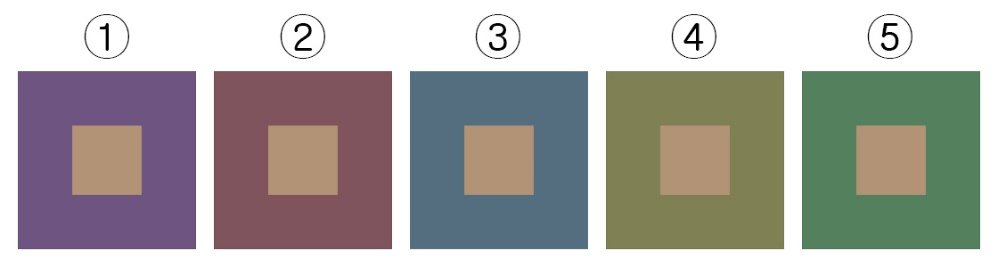 ① ② ③ ④ ⑤